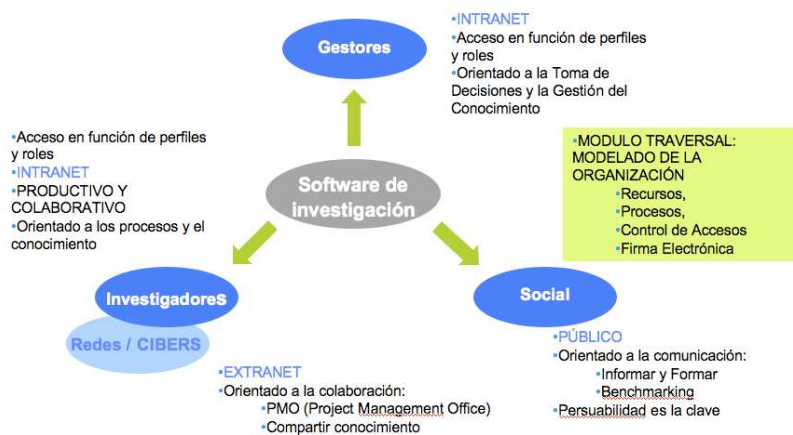 Gestores
•INTRANET
•Acceso en función de perfiles
y roles
•Orientado a la Toma de
Decisiones y la Gestión del
Conocimiento
•Acceso en función de perfiles
y roles
•INTRANET
•PRODUCTIVO Y
COLABORATIVO
•Orientado a los procesos y el
conocimiento
Software de
investigación
•MODULO TRAVERSAL:
MODELADO DE LA
ORGANIZACIÓN
•Recursos,
•Procesos,
•Control de Accesos
•Firma Electrónica
Investigadores
Redes / CIBERS
Social
•EXTRANET
•Orientado a la colaboración:
•PMO (Project Management Office)
•Compartir conocimiento
•PÚBLICO
•Orientado a la comunicación:
•Informar y Formar
•Benchmarking
•Persuabilidad es la clave